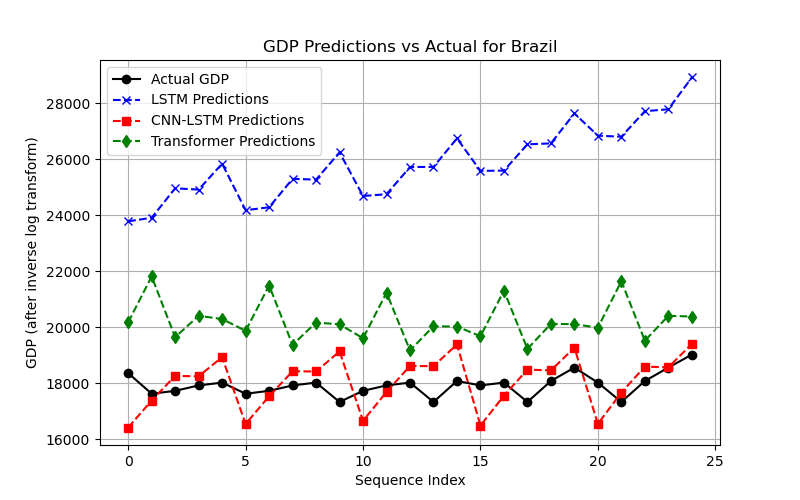 GDP Predictions vs Actual for Brazil
Actual GDP
LSTM Predictions
CNN-LSTM Predictions
Transformer Predictions
GDP (after inverse log transform)
28000
26000
24000
22000
20000
18000
16000
0 5 10 15 20 25
Sequence Index